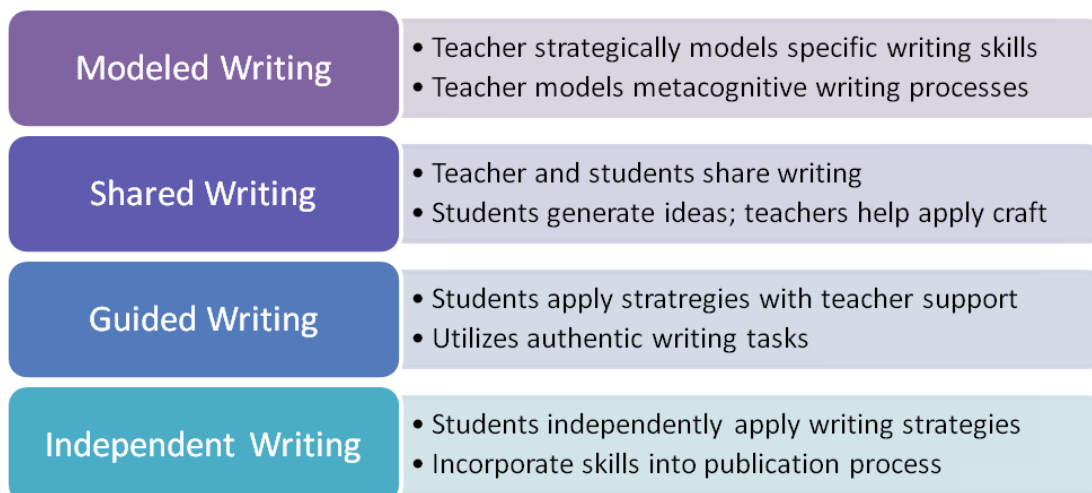 Modeled Writing
• Teacher strategically models specific writing skills
• Teacher models metacognitive writing processes
Shared Writing
• Teacher and students share writing
• Students generate ideas; teachers help apply craft
Guided Writing
• Students apply stratregies with teacher support
• Utilizes authentic writing tasks
Independent Writing
• Students independently apply writing strategies
• Incorporate skills into publication process